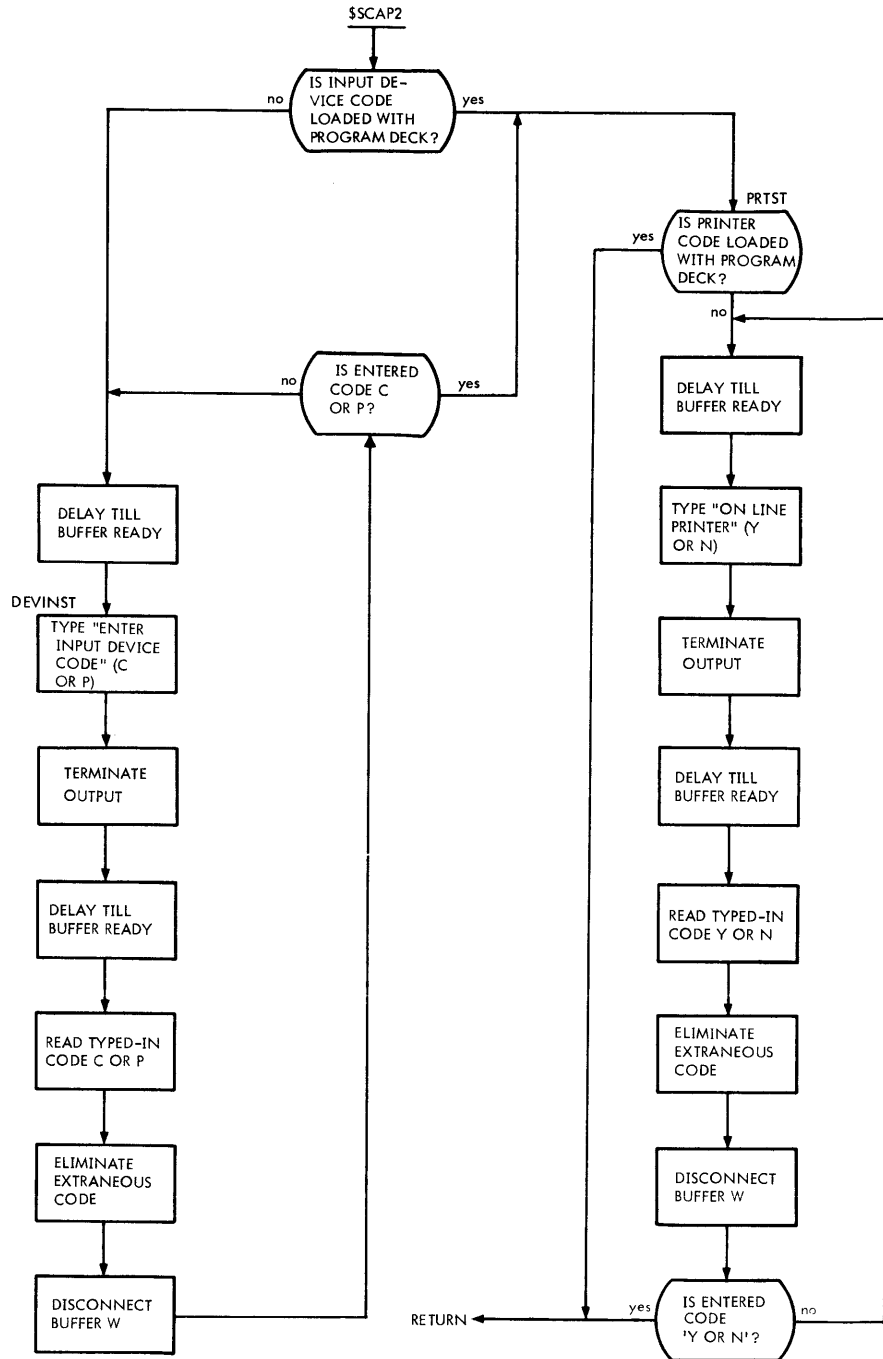 $SCAP2
IS INPUT DE-
VICE CODE
LOADED WITH
PROGRAM DECK?
no
yes
PRTST
IS PRINTER
CODE LOADED
WITH PROGRAM
DECK?
yes
no
IS ENTERED
CODE C
OR P?
no
yes
DELAY TILL
BUFFER READY
DEVINST
TYPE "ENTER
INPUT DEVICE
CODE" (C
OR P)
TERMINATE
OUTPUT
DELAY TILL
BUFFER READY
READ TYPED-IN
CODE C OR P
ELIMINATE
EXTRANEOUS
CODE
DISCONNECT
BUFFER W
DELAY TILL
BUFFER READY
TYPE "ON LINE
PRINTER" (Y
OR N)
TERMINATE
OUTPUT
DELAY TILL
BUFFER READY
READ TYPED-IN
CODE Y OR N
ELIMINATE
EXTRANEOUS
CODE
DISCONNECT
BUFFER W
IS ENTERED
CODE
'Y OR N'?
yes
no
RETURN